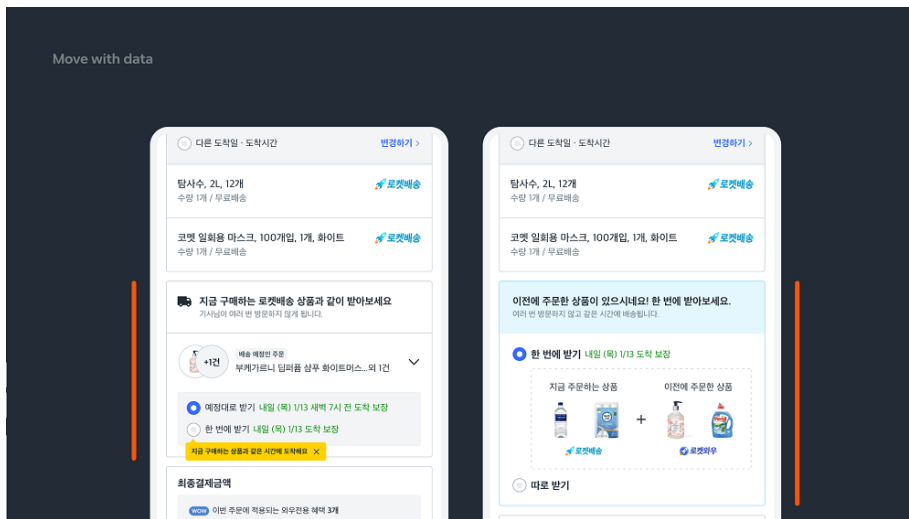 Move with data
다른 도착일 · 도착시간 변경하기 >
탐사수, 2L, 12개 로켓배송
수량 1개 / 무료배송
코멧 일회용 마스크, 100개입, 1개, 화이트 로켓배송
수량 1개 / 무료배송
지금 구매하는 로켓배송 상품과 같이 받아보세요
기사님이 여러 번 방문하지 않게 됩니다.
+1건
배송 예정인 주문
부케가르니 딥퍼퓸 샴푸 화이트머스...외 1건
예정대로 받기 내일 (목) 1/13 새벽 7시 전 도착 보장
한 번에 받기 내일 (목) 1/13 도착 보장
지금 구매하는 상품과 같은 시간에 도착해요 ×
최종결제금액
WOW 이번 주문에 적용되는 와우전용 혜택 3개
다른 도착일 · 도착시간 변경하기 >
탐사수, 2L, 12개 로켓배송
수량 1개 / 무료배송
코멧 일회용 마스크, 100개입, 1개, 화이트 로켓배송
수량 1개 / 무료배송
이전에 주문한 상품이 있으시네요! 한 번에 받아보세요.
여러 번 방문하지 않고 같은 시간에 배송됩니다.
한 번에 받기 내일 (목) 1/13 도착 보장
지금 주문하는 상품 이전에 주문한 상품
+
로켓배송 로켓와우
따로 받기